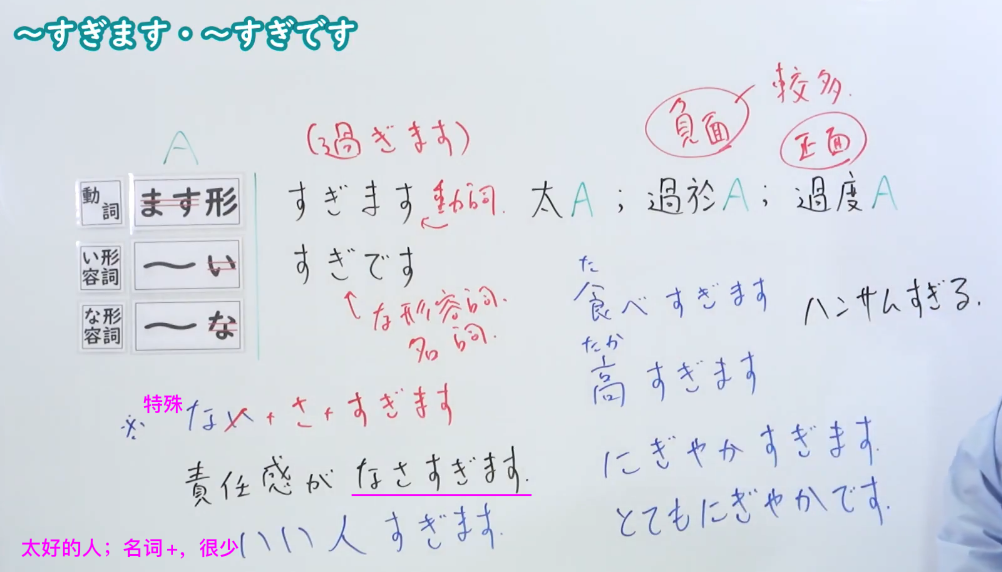 ～すぎます・～すぎです
A
(過ぎます)
負面 較多.
正面
動詞 ます形 すぎます 動詞. 太A；過於A；過度A
い形容詞 ～い すぎです
な形容詞 ～な な形容詞.
名詞.
た
食べすぎます ハンサムすぎる.
たか
高すぎます
特殊
※ ない + さ + すぎます
にぎやかすぎます.
責任感が なさすぎます.
とてもにぎやかです.
太好的人；名词+，很少
いい人すぎます.